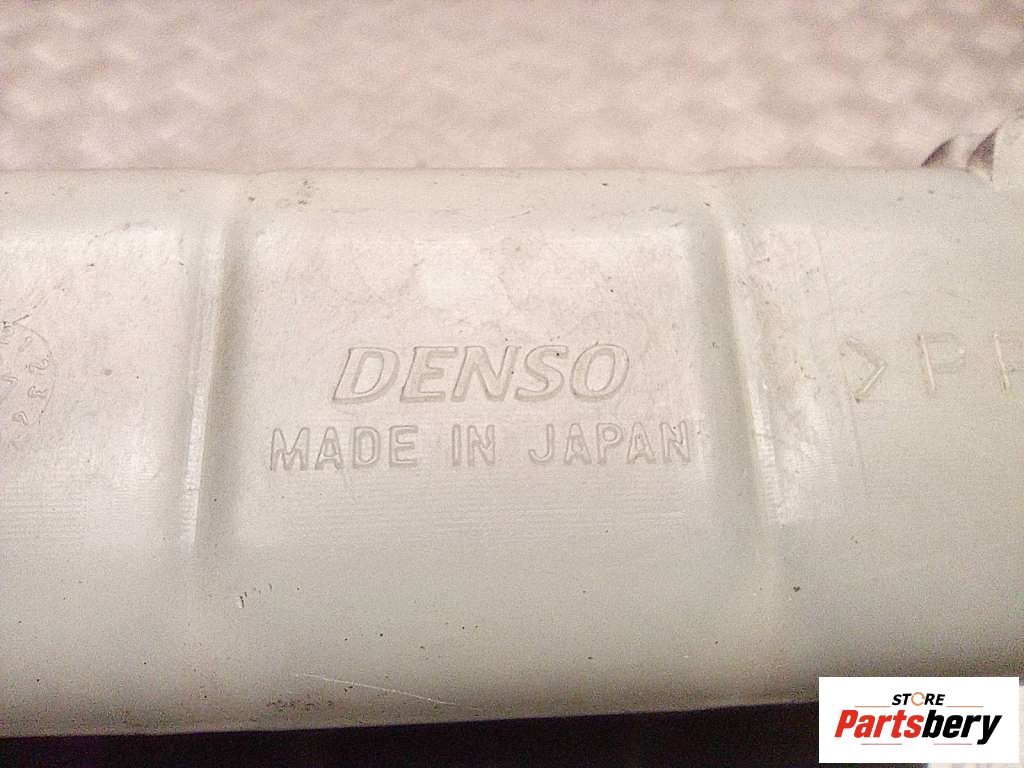 DENSO
MADE IN JAPAN
>P
STORE
Partsbery